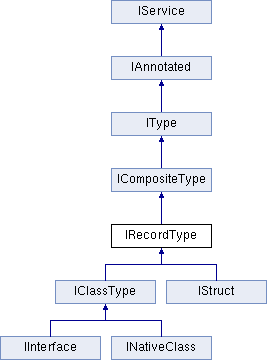 IService
IAnnotated
IType
ICompositeType
IRecordType
IClassType
IStruct
IInterface
INativeClass